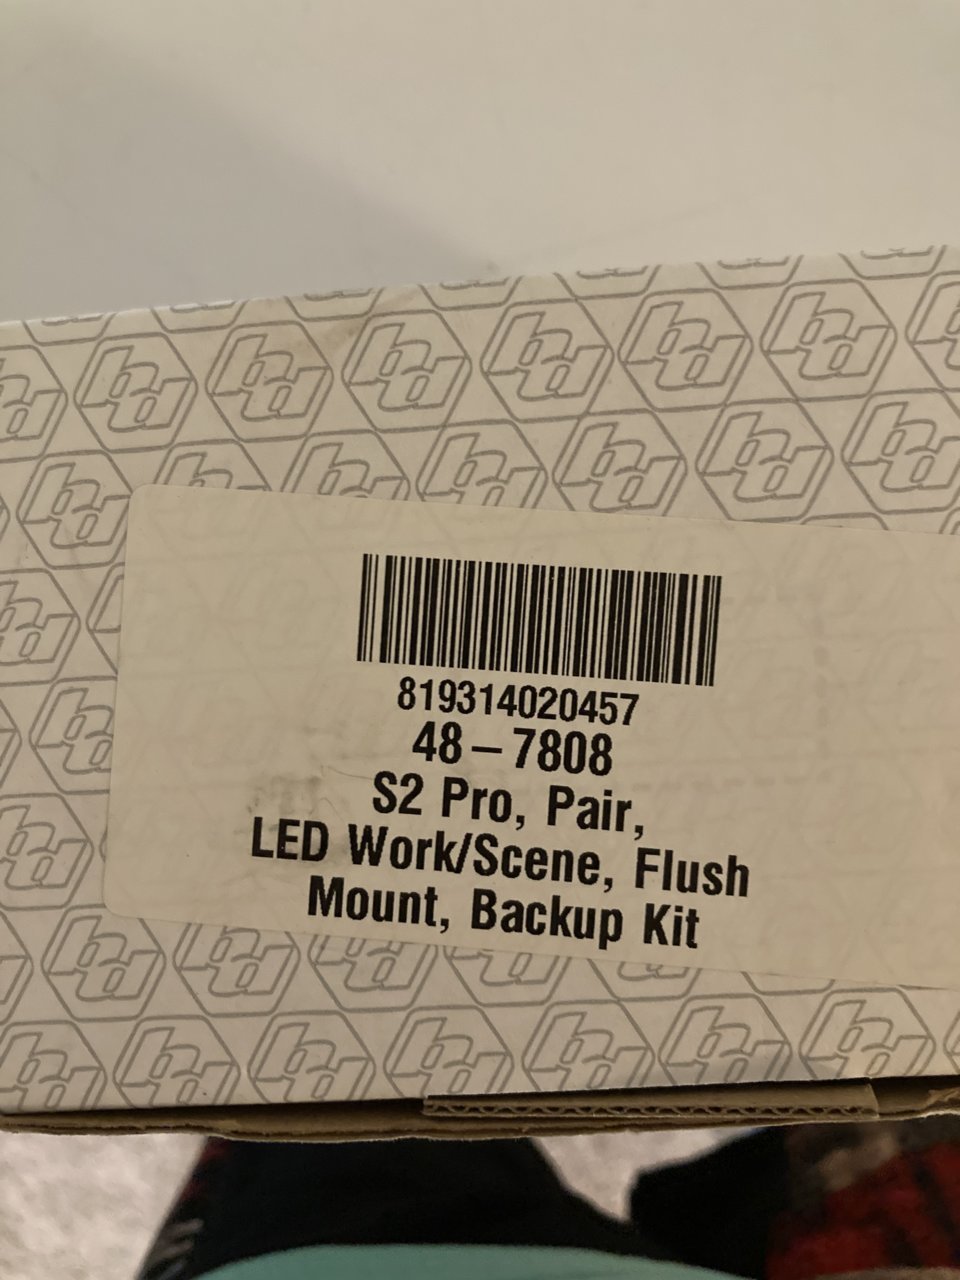 819314020457
48-7808
S2 Pro, Pair,
LED Work/Scene, Flush
Mount, Backup Kit